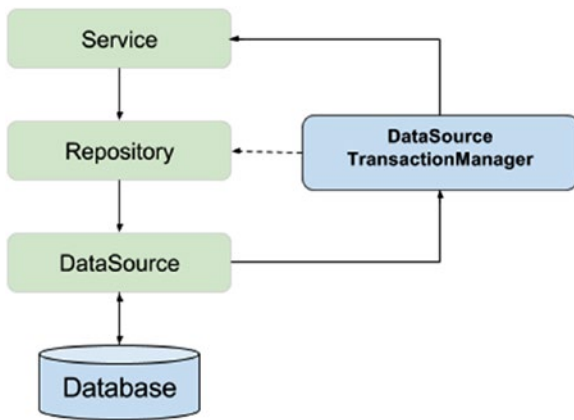 Service
Repository
DataSource
TransactionManager
DataSource
Database